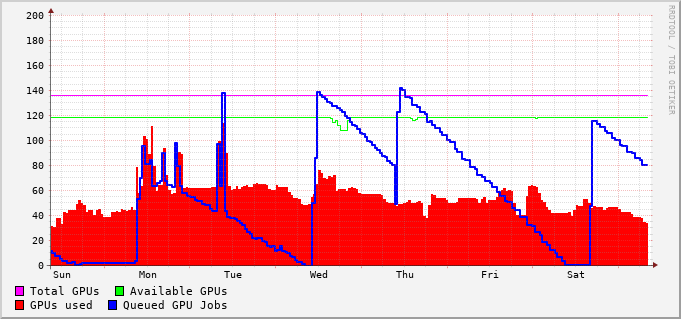 200
180
160
140
120
100
80
60
40
20
0
Sun Mon Tue Wed Thu Fri Sat
Total GPUs Available GPUs
GPUs used Queued GPU Jobs
RRDTOOL / TOBI OETIKER